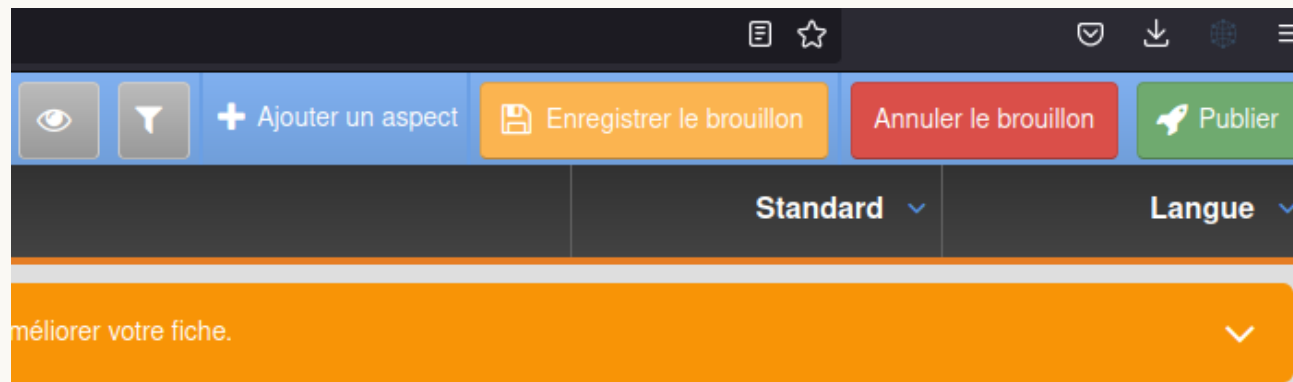 Ajouter un aspect Enregistrer le brouillon Annuler le brouillon Publier
Standard Langue
méliorer votre fiche.